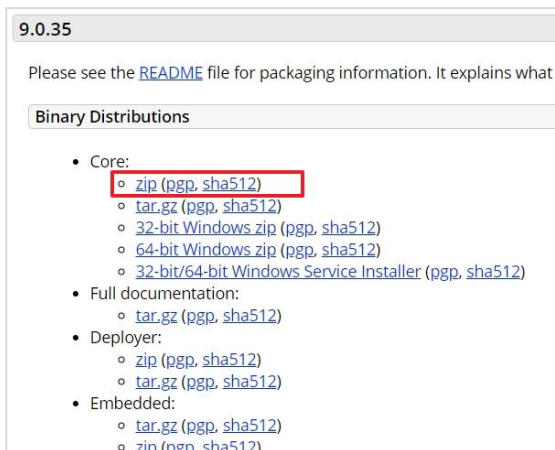 9.0.35
Please see the README file for packaging information. It explains what
Binary Distributions
• Core:
○ zip (pgp, sha512)
○ tar.gz (pgp, sha512)
○ 32-bit Windows zip (pgp, sha512)
○ 64-bit Windows zip (pgp, sha512)
○ 32-bit/64-bit Windows Service Installer (pgp, sha512)
• Full documentation:
○ tar.gz (pgp, sha512)
• Deployer:
○ zip (pgp, sha512)
○ tar.gz (pgp, sha512)
• Embedded:
○ tar.gz (pgp, sha512)
○ zip (pgp, sha512)